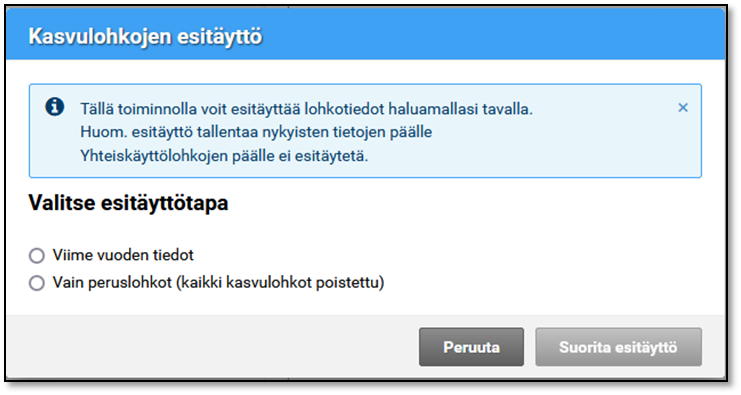 Kasvulohkojen esitäyttö
Tällä toiminnolla voit esitäyttää lohkotiedot haluamallasi tavalla.
Huom. esitäyttö tallentaa nykyisten tietojen päälle
Yhteiskäyttölohkojen päälle ei esitäytetä.
Valitse esitäyttötapa
Viime vuoden tiedot
Vain peruslohkot (kaikki kasvulohkot poistettu)
Peruuta
Suorita esitäyttö